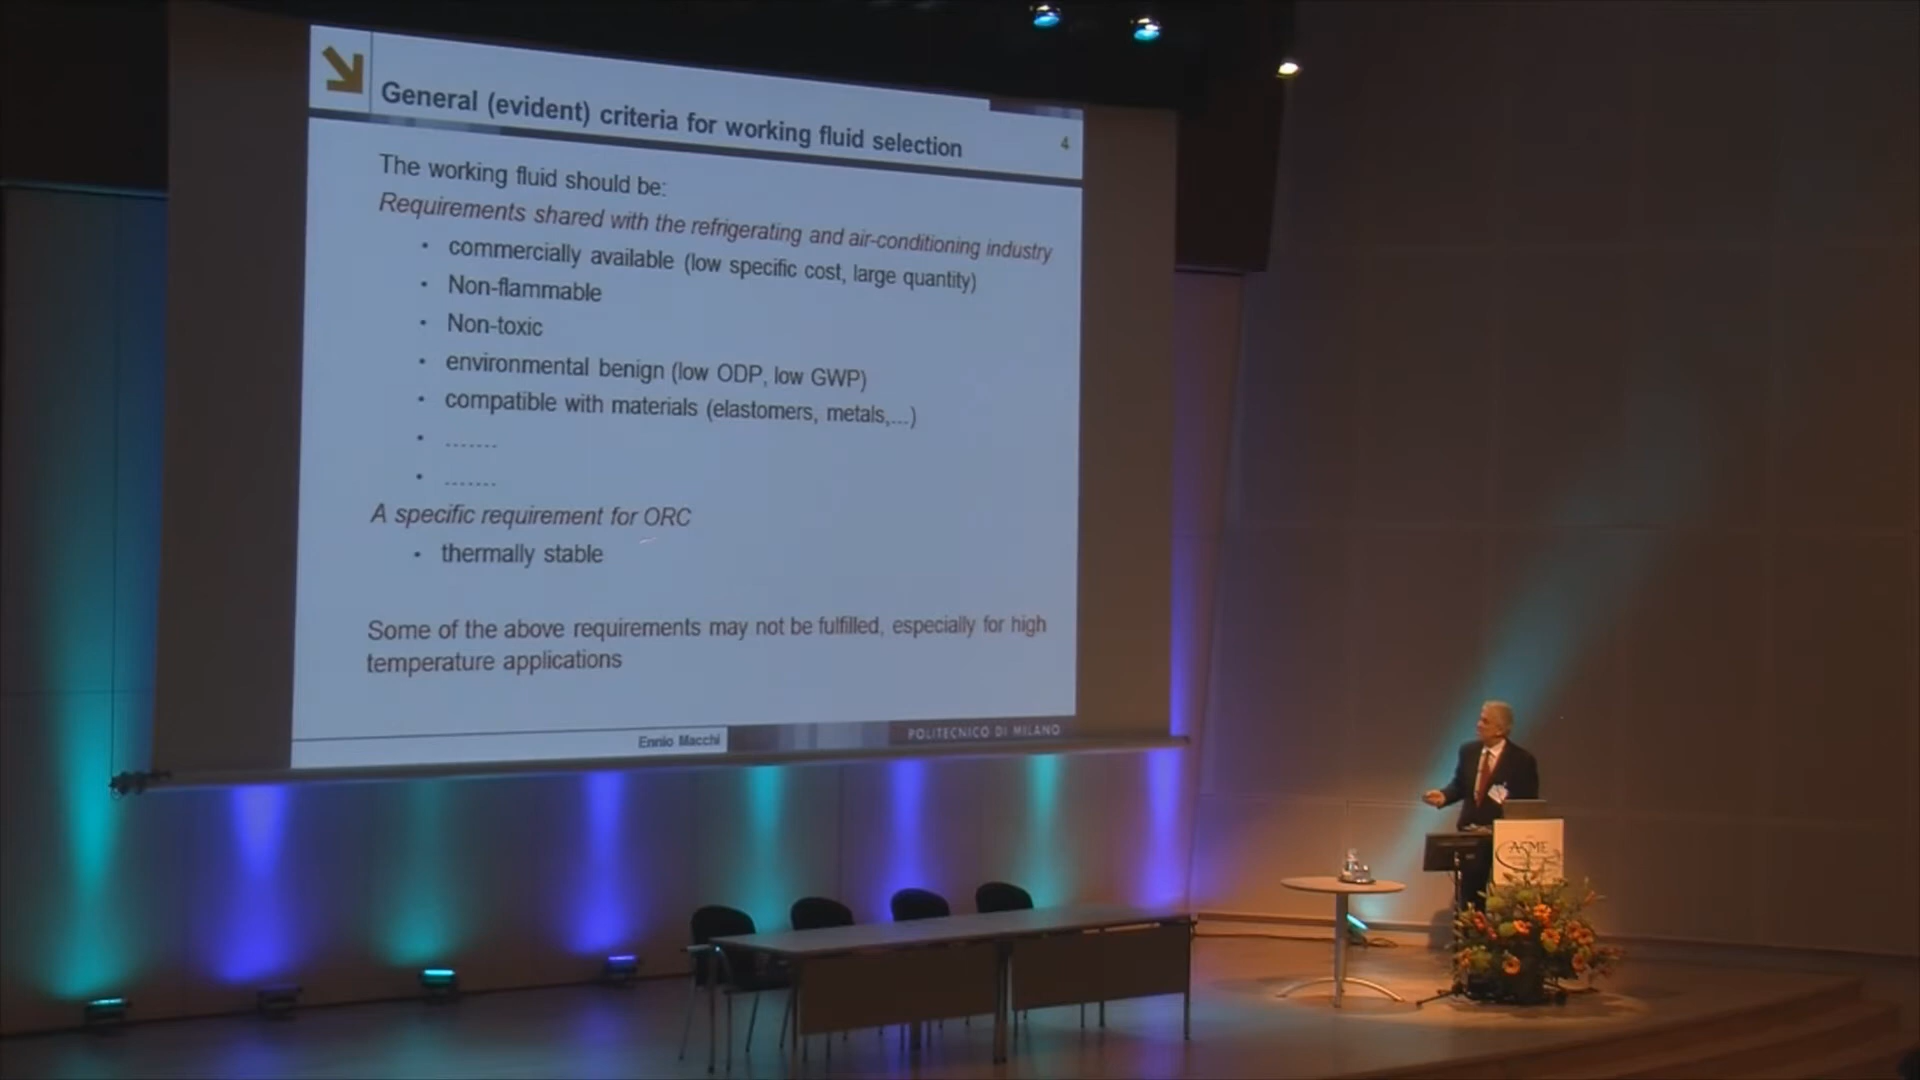 General (evident) criteria for working fluid selection
4
The working fluid should be:
Requirements shared with the refrigerating and air-conditioning industry
• commercially available (low specific cost, large quantity)
• Non-flammable
• Non-toxic
• environmental benign (low ODP, low GWP)
• compatible with materials (elastomers, metals,...)
• .......
• .......
A specific requirement for ORC
• thermally stable
Some of the above requirements may not be fulfilled, especially for high
temperature applications
Ennio Macchi
POLITECNICO DI MILANO
ASME